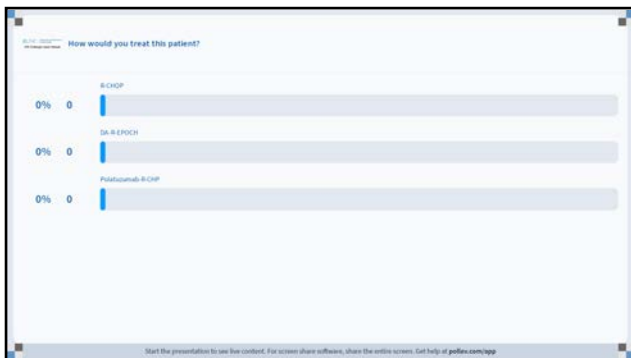 How would you treat this patient?
R-CHOP
0% 0
DA-R-EPOCH
0% 0
Polatuzumab-R-CHP
0% 0
Start the presentation to see live content. For screen share software, share the entire screen. Get help at pollev.com/app